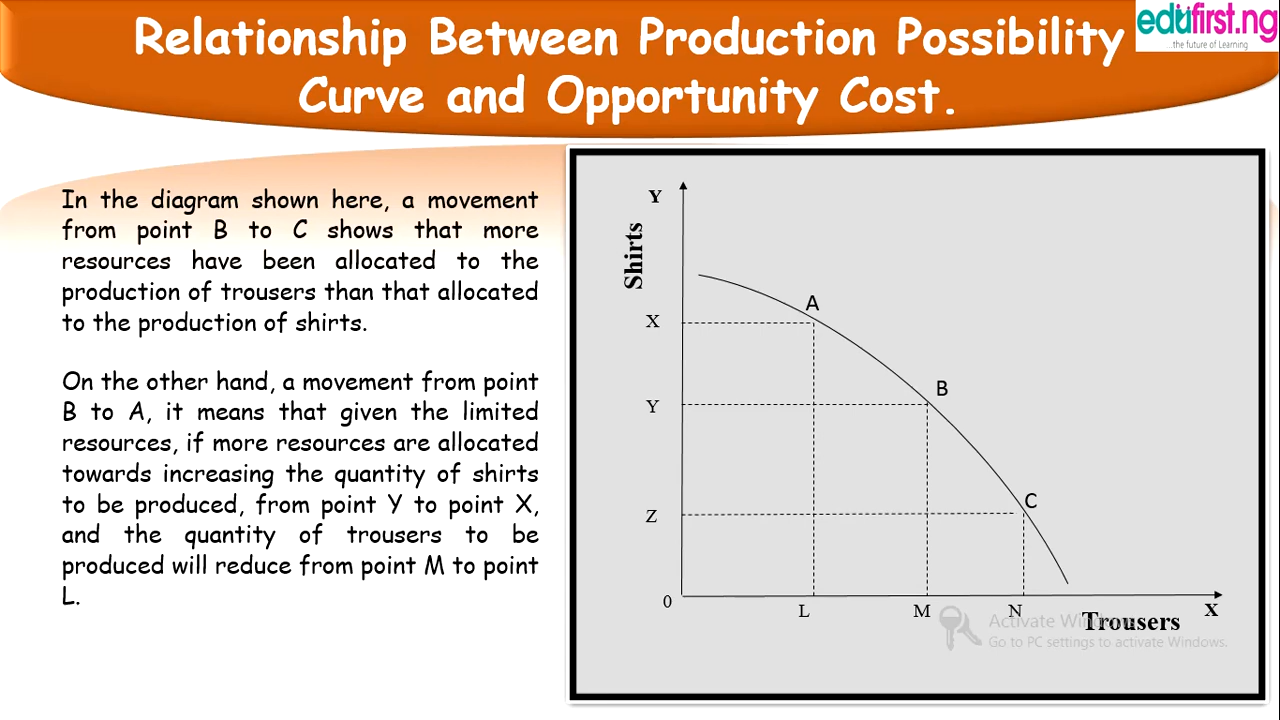 Relationship Between Production Possibility
Curve and Opportunity Cost.
edufirst.ng
...the future of Learning
In the diagram shown here, a movement
from point B to C shows that more
resources have been allocated to the
production of trousers than that allocated
to the production of shirts.
On the other hand, a movement from point
B to A, it means that given the limited
resources, if more resources are allocated
towards increasing the quantity of shirts
to be produced, from point Y to point X,
and the quantity of trousers to be
produced will reduce from point M to point
L.
Y
Shirts
A
X
B
Y
C
Z
0
L
M
N
X
Trousers
Activate Windows
Go to PC settings to activate Windows.